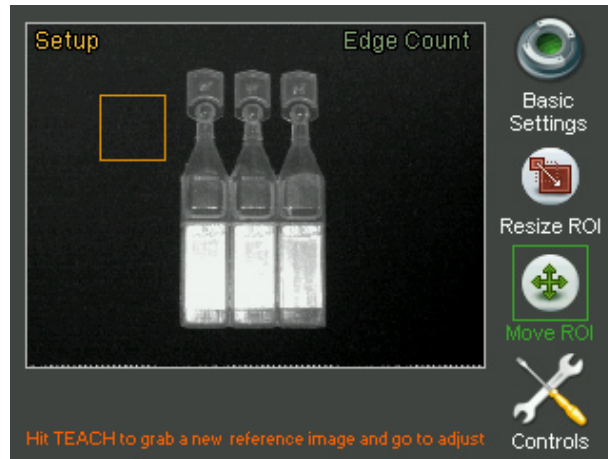 Setup
Edge Count
Basic
Settings
Resize ROI
Move ROI
Controls
Hit TEACH to grab a new reference image and go to adjust